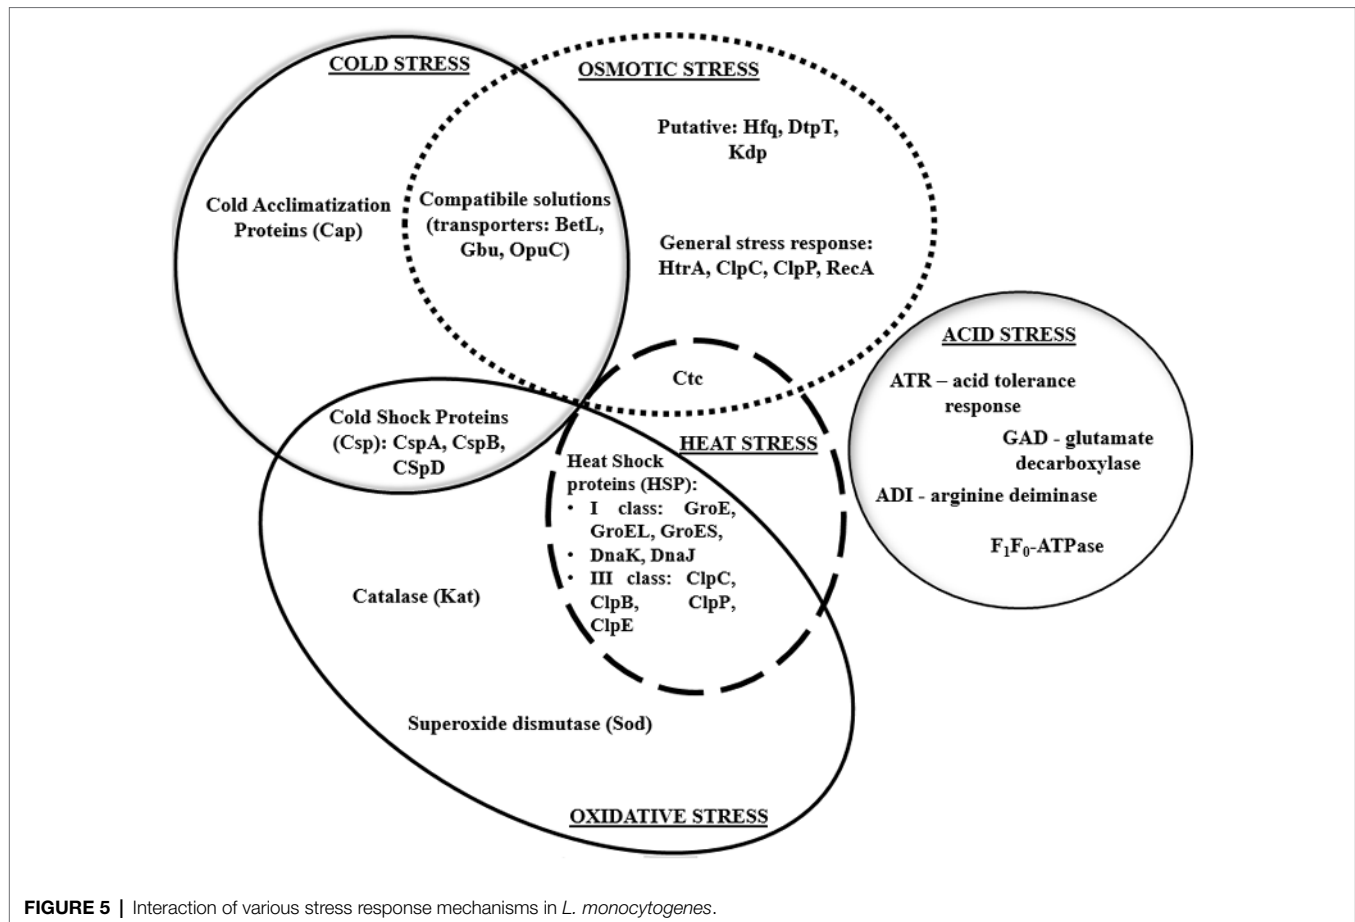 COLD STRESS
OSMOTIC STRESS
Putative: Hfq, DtpT,
Kdp
Cold Acclimatization
Proteins (Cap)
Compatibile solutions
(transporters: BetL,
Gbu, OpuC)
General stress response:
HtrA, ClpC, ClpP, RecA
ACID STRESS
ATR – acid tolerance
response
GAD - glutamate
decarboxylase
ADI - arginine deiminase
F₁F₀-ATPase
Ctc
Cold Shock Proteins
(Csp): CspA, CspB,
CSpD
HEAT STRESS
Heat Shock
proteins (HSP):
• I class: GroE,
GroEL, GroES,
• DnaK, DnaJ
• III class: ClpC,
ClpB, ClpP,
ClpE
Catalase (Kat)
Superoxide dismutase (Sod)
OXIDATIVE STRESS
FIGURE 5 | Interaction of various stress response mechanisms in L. monocytogenes.